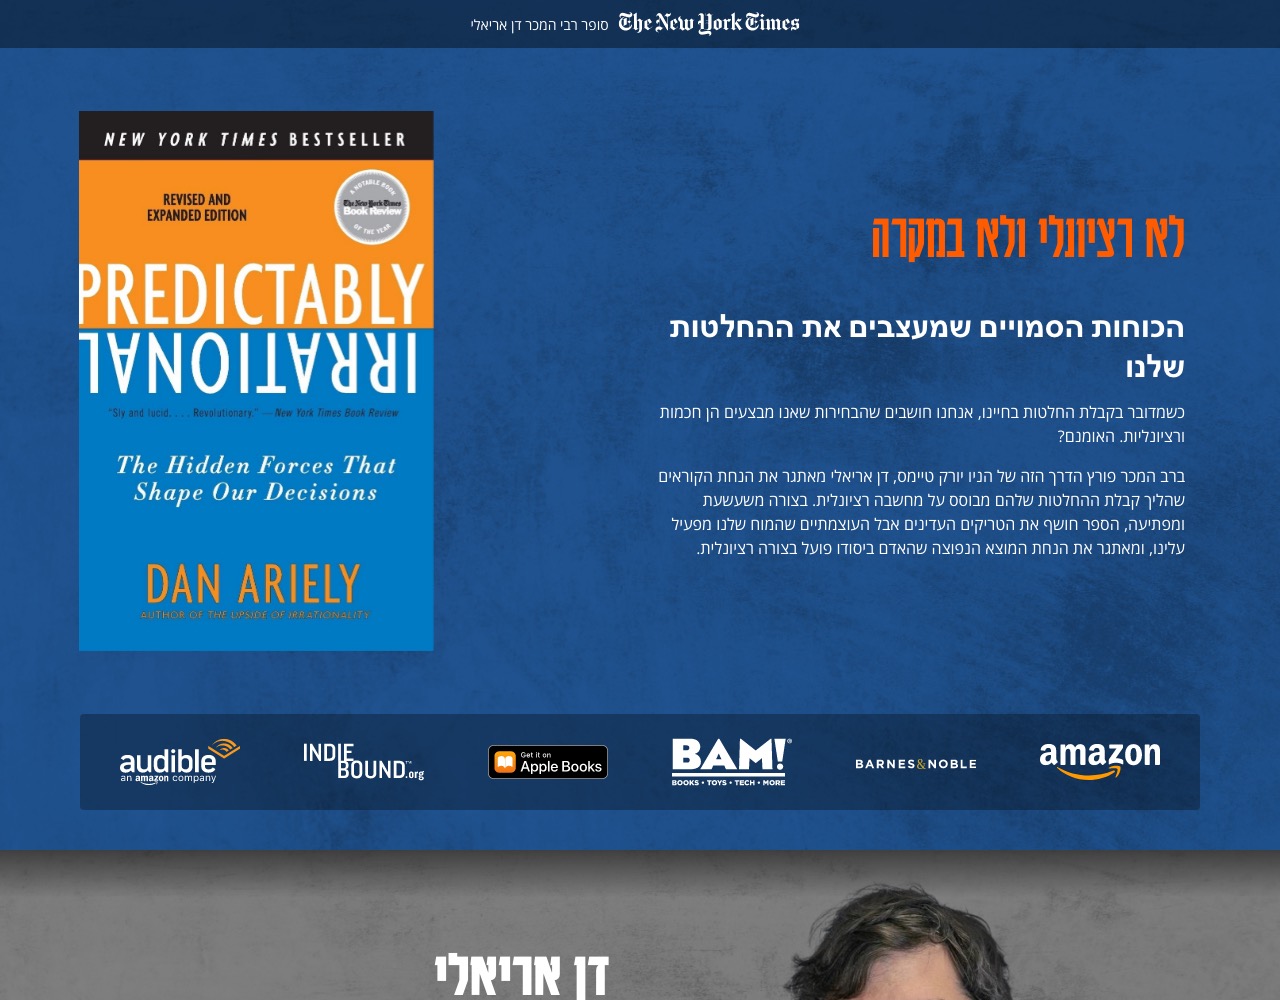 The New York Times סופר רבי המכר דן אריאלי
NEW YORK TIMES BESTSELLER
REVISED AND
EXPANDED EDITION
A NOTABLE BOOK
The New York Times
Book Review
OF THE YEAR
PREDICTABLY
IRRATIONAL
"Sly and lucid. . . . Revolutionary." —New York Times Book Review
The Hidden Forces That
Shape Our Decisions
DAN ARIELY
AUTHOR OF THE UPSIDE OF IRRATIONALITY
לא רציונלי ולא במקרה
הכוחות הסמויים שמעצבים את ההחלטות
שלנו
כשמדובר בקבלת החלטות בחיינו, אנחנו חושבים שהבחירות שאנו מבצעים הן חכמות
ורציונליות. האומנם?
ברב המכר פורץ הדרך הזה של הניו יורק טיימס, דן אריאלי מאתגר את הנחת הקוראים
שהליך קבלת ההחלטות שלהם מבוסס על מחשבה רציונלית. בצורה משעשעת
ומפתיעה, הספר חושף את הטריקים העדינים אבל העוצמתיים שהמוח שלנו מפעיל
עלינו, ומאתגר את הנחת המוצא הנפוצה שהאדם ביסודו פועל בצורה רציונלית.
amazon
BARNES&NOBLE
BAM!®
BOOKS • TOYS • TECH • MORE
Get it on
Apple Books
INDIE
BOUND™.org
audible
an amazon company
דן אריאלי